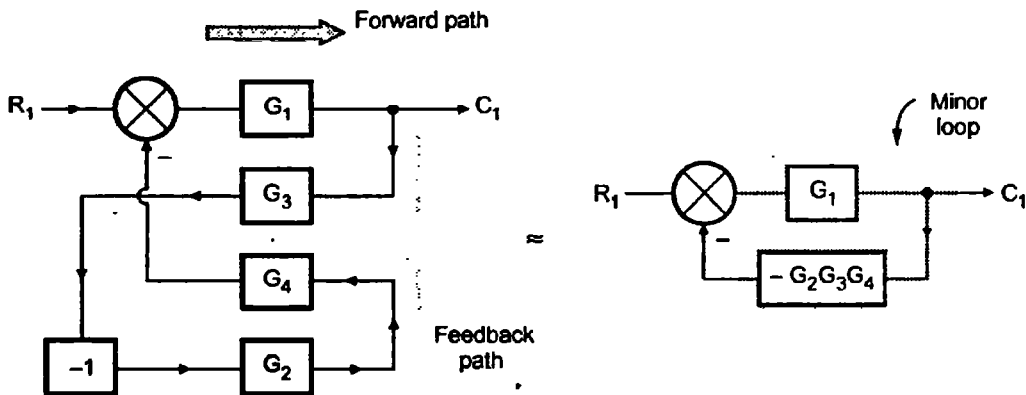 Forward path
R₁
G₁
C₁
–
G₃
G₄
–1
G₂
Feedback
path
≈
Minor
loop
R₁
G₁
C₁
–
– G₂G₃G₄